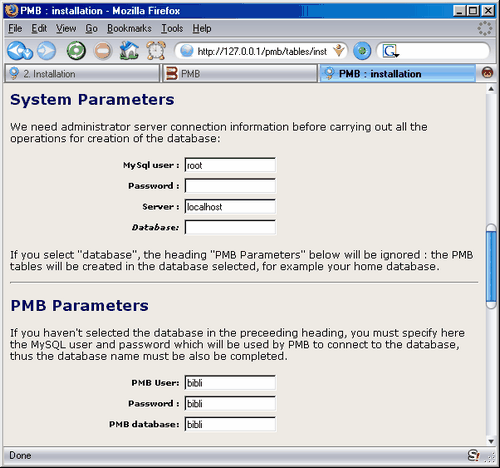 PMB : installation - Mozilla Firefox
File Edit View Go Bookmarks Tools Help
http://127.0.0.1/pmb/tables/inst
2. Installation PMB PMB : installation
System Parameters
We need administrator server connection information before carrying out all the
operations for creation of the database:
MySql user : root
Password :
Server : localhost
Database:
If you select "database", the heading "PMB Parameters" below will be ignored : the PMB
tables will be created in the database selected, for example your home database.
PMB Parameters
If you haven't selected the database in the preceeding heading, you must specify here
the MySQL user and password which will be used by PMB to connect to the database,
thus the database name must be also be completed.
PMB User: bibli
Password : bibli
PMB database: bibli
Done